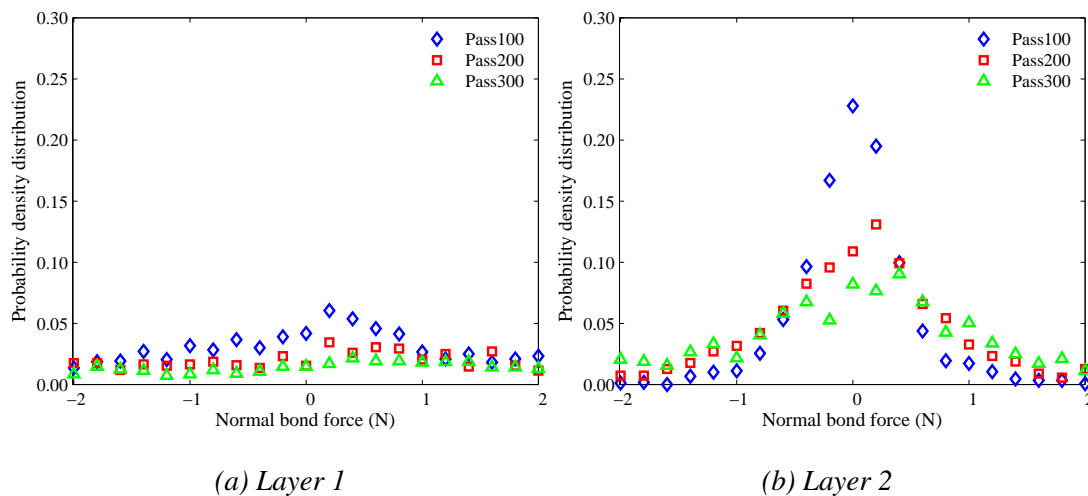 0.30
0.25
0.20
0.15
0.10
0.05
0.00
Probability density distribution
Pass100
Pass200
Pass300
−2
−1
0
1
2
Normal bond force (N)
(a) Layer 1
0.30
0.25
0.20
0.15
0.10
0.05
0.00
Probability density distribution
Pass100
Pass200
Pass300
−2
−1
0
1
2
Normal bond force (N)
(b) Layer 2